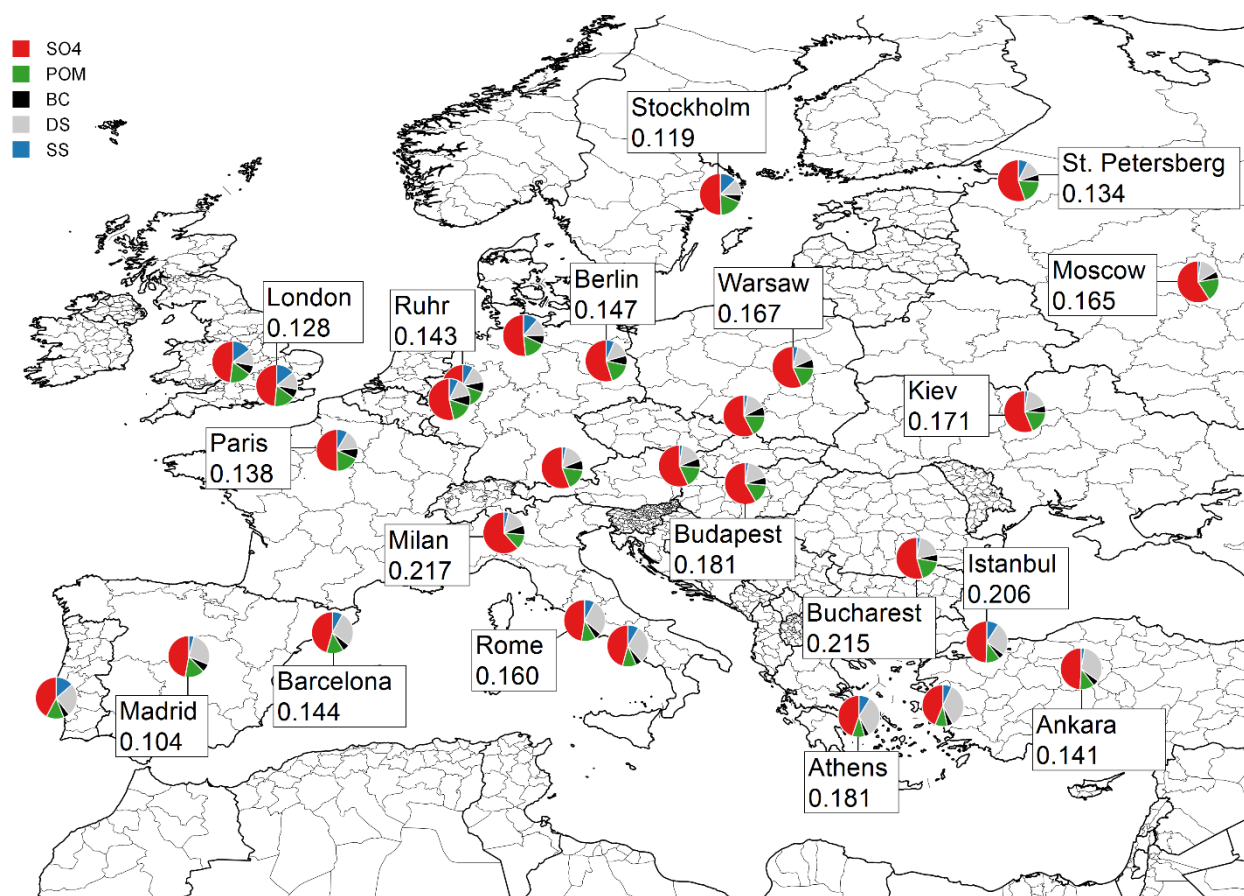 SO4
POM
BC
DS
SS
Stockholm
0.119
St. Petersberg
0.134
Moscow
0.165
London
0.128
Ruhr
0.143
Berlin
0.147
Warsaw
0.167
Kiev
0.171
Paris
0.138
Milan
0.217
Budapest
0.181
Istanbul
0.206
Bucharest
0.215
Rome
0.160
Barcelona
0.144
Madrid
0.104
Athens
0.181
Ankara
0.141